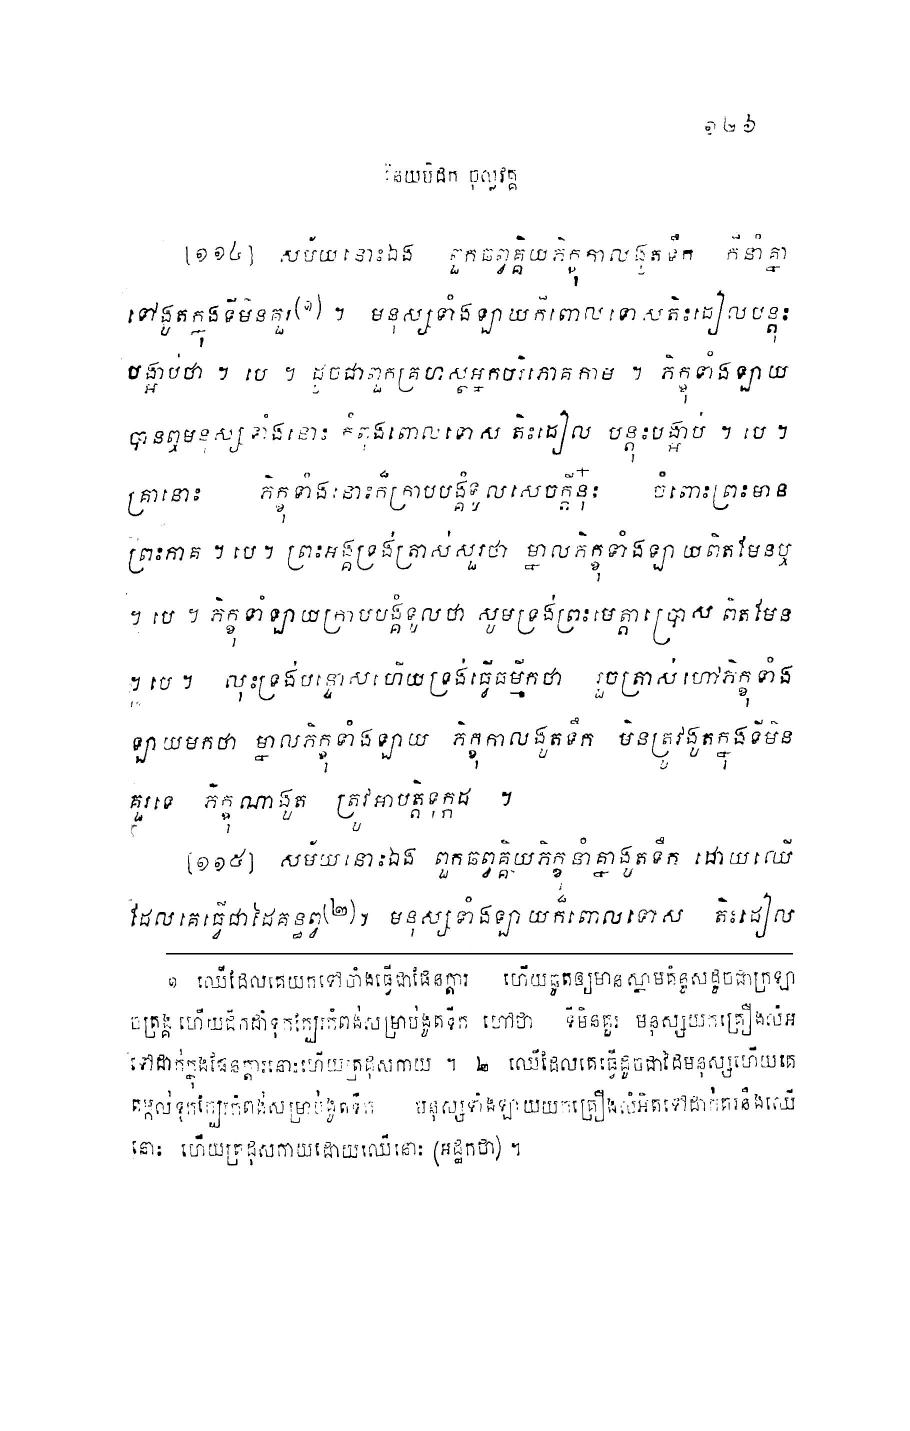 ១២៦
វិនយបិដក ចុល្លវគ្គ
[១១៤] សម័យនោះឯង ពួកឆព្វគ្គិយភិក្ខុកាលងូតទឹក ក៏នាំគ្នា
ទៅងូតក្នុងទីមិនគួរ(១) ។ មនុស្សទាំងឡាយក៏ពោលទោសតិះដៀលបន្តុះ
បង្អាប់ថា ។ បេ ។ ដូចជាពួកគ្រហស្ថអ្នកបរិភោគកាម ។ ភិក្ខុទាំងឡាយ
បានឮមនុស្សទាំងនោះ កំពុងពោលទោស តិះដៀល បន្តុះបង្អាប់ ។ បេ ។
គ្រានោះ ភិក្ខុទាំងនោះក៏ក្រាបបង្គំទូលសេចក្តីនុ៎ះ ចំពោះព្រះមាន
ព្រះភាគ ។ បេ ។ ព្រះអង្គទ្រង់ត្រាស់សួរថា ម្នាលភិក្ខុទាំងឡាយពិតមែនឬ
។ បេ ។ ភិក្ខុទាំឡាយក្រាបបង្គំទូលថា សូមទ្រង់ព្រះមេត្តាប្រោស ពិតមែន
។ បេ ។ លុះទ្រង់បន្ទោសហើយទ្រង់ធ្វើធម្មីកថា រួចត្រាស់ហៅភិក្ខុទាំង
ឡាយមកថា ម្នាលភិក្ខុទាំងឡាយ ភិក្ខុកាលងូតទឹក មិនត្រូវងូតក្នុងទីមិន
គួរទេ ភិក្ខុណាងូត ត្រូវអាបត្តិទុក្កដ ។
[១១៥] សម័យនោះឯង ពួកឆព្វគ្គិយភិក្ខុនាំគ្នាងូតទឹក ដោយឈើ
ដែលគេធ្វើជាដៃគន្ធព្វ(២)។ មនុស្សទាំងឡាយក៏ពោលទោស តិះដៀល
១ ឈើដែលគេយកទៅចាំងធ្វើជាផែនក្តារ ហើយឆូតឲ្យមានស្នាមគំនូសដូចជាក្រឡា
ចត្រង្គ ហើយដឹកដាំទុកក្បែរកំពង់សម្រាប់ងូតទឹក ហៅថា ទីមិនគួរ មនុស្សយកគ្រឿងលំអ
ទៅដាក់ក្នុងផែនក្តារនោះហើយត្រដុសកាយ ។ ២ ឈើដែលគេធ្វើដូចជាដៃមនុស្សហើយគេ
តម្កល់ទុកក្បែរកំពង់សម្រាប់ងូតទឹក មនុស្សទាំងឡាយយកគ្រឿងលំអិតទៅដាក់គរនឹងឈើ
នោះ ហើយត្រដុសកាយដោយឈើនោះ (អដ្ឋកថា) ។